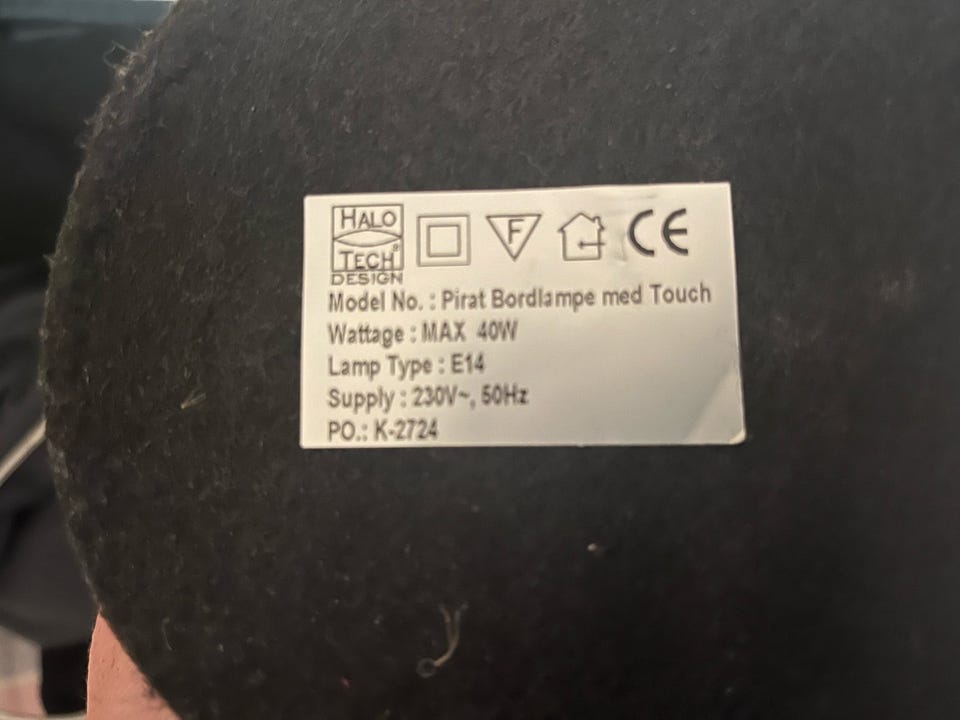 HALO
TECH®
DESIGN
F
CE
Model No. : Pirat Bordlampe med Touch
Wattage : MAX 40W
Lamp Type : E14
Supply : 230V~, 50Hz
PO.: K-2724